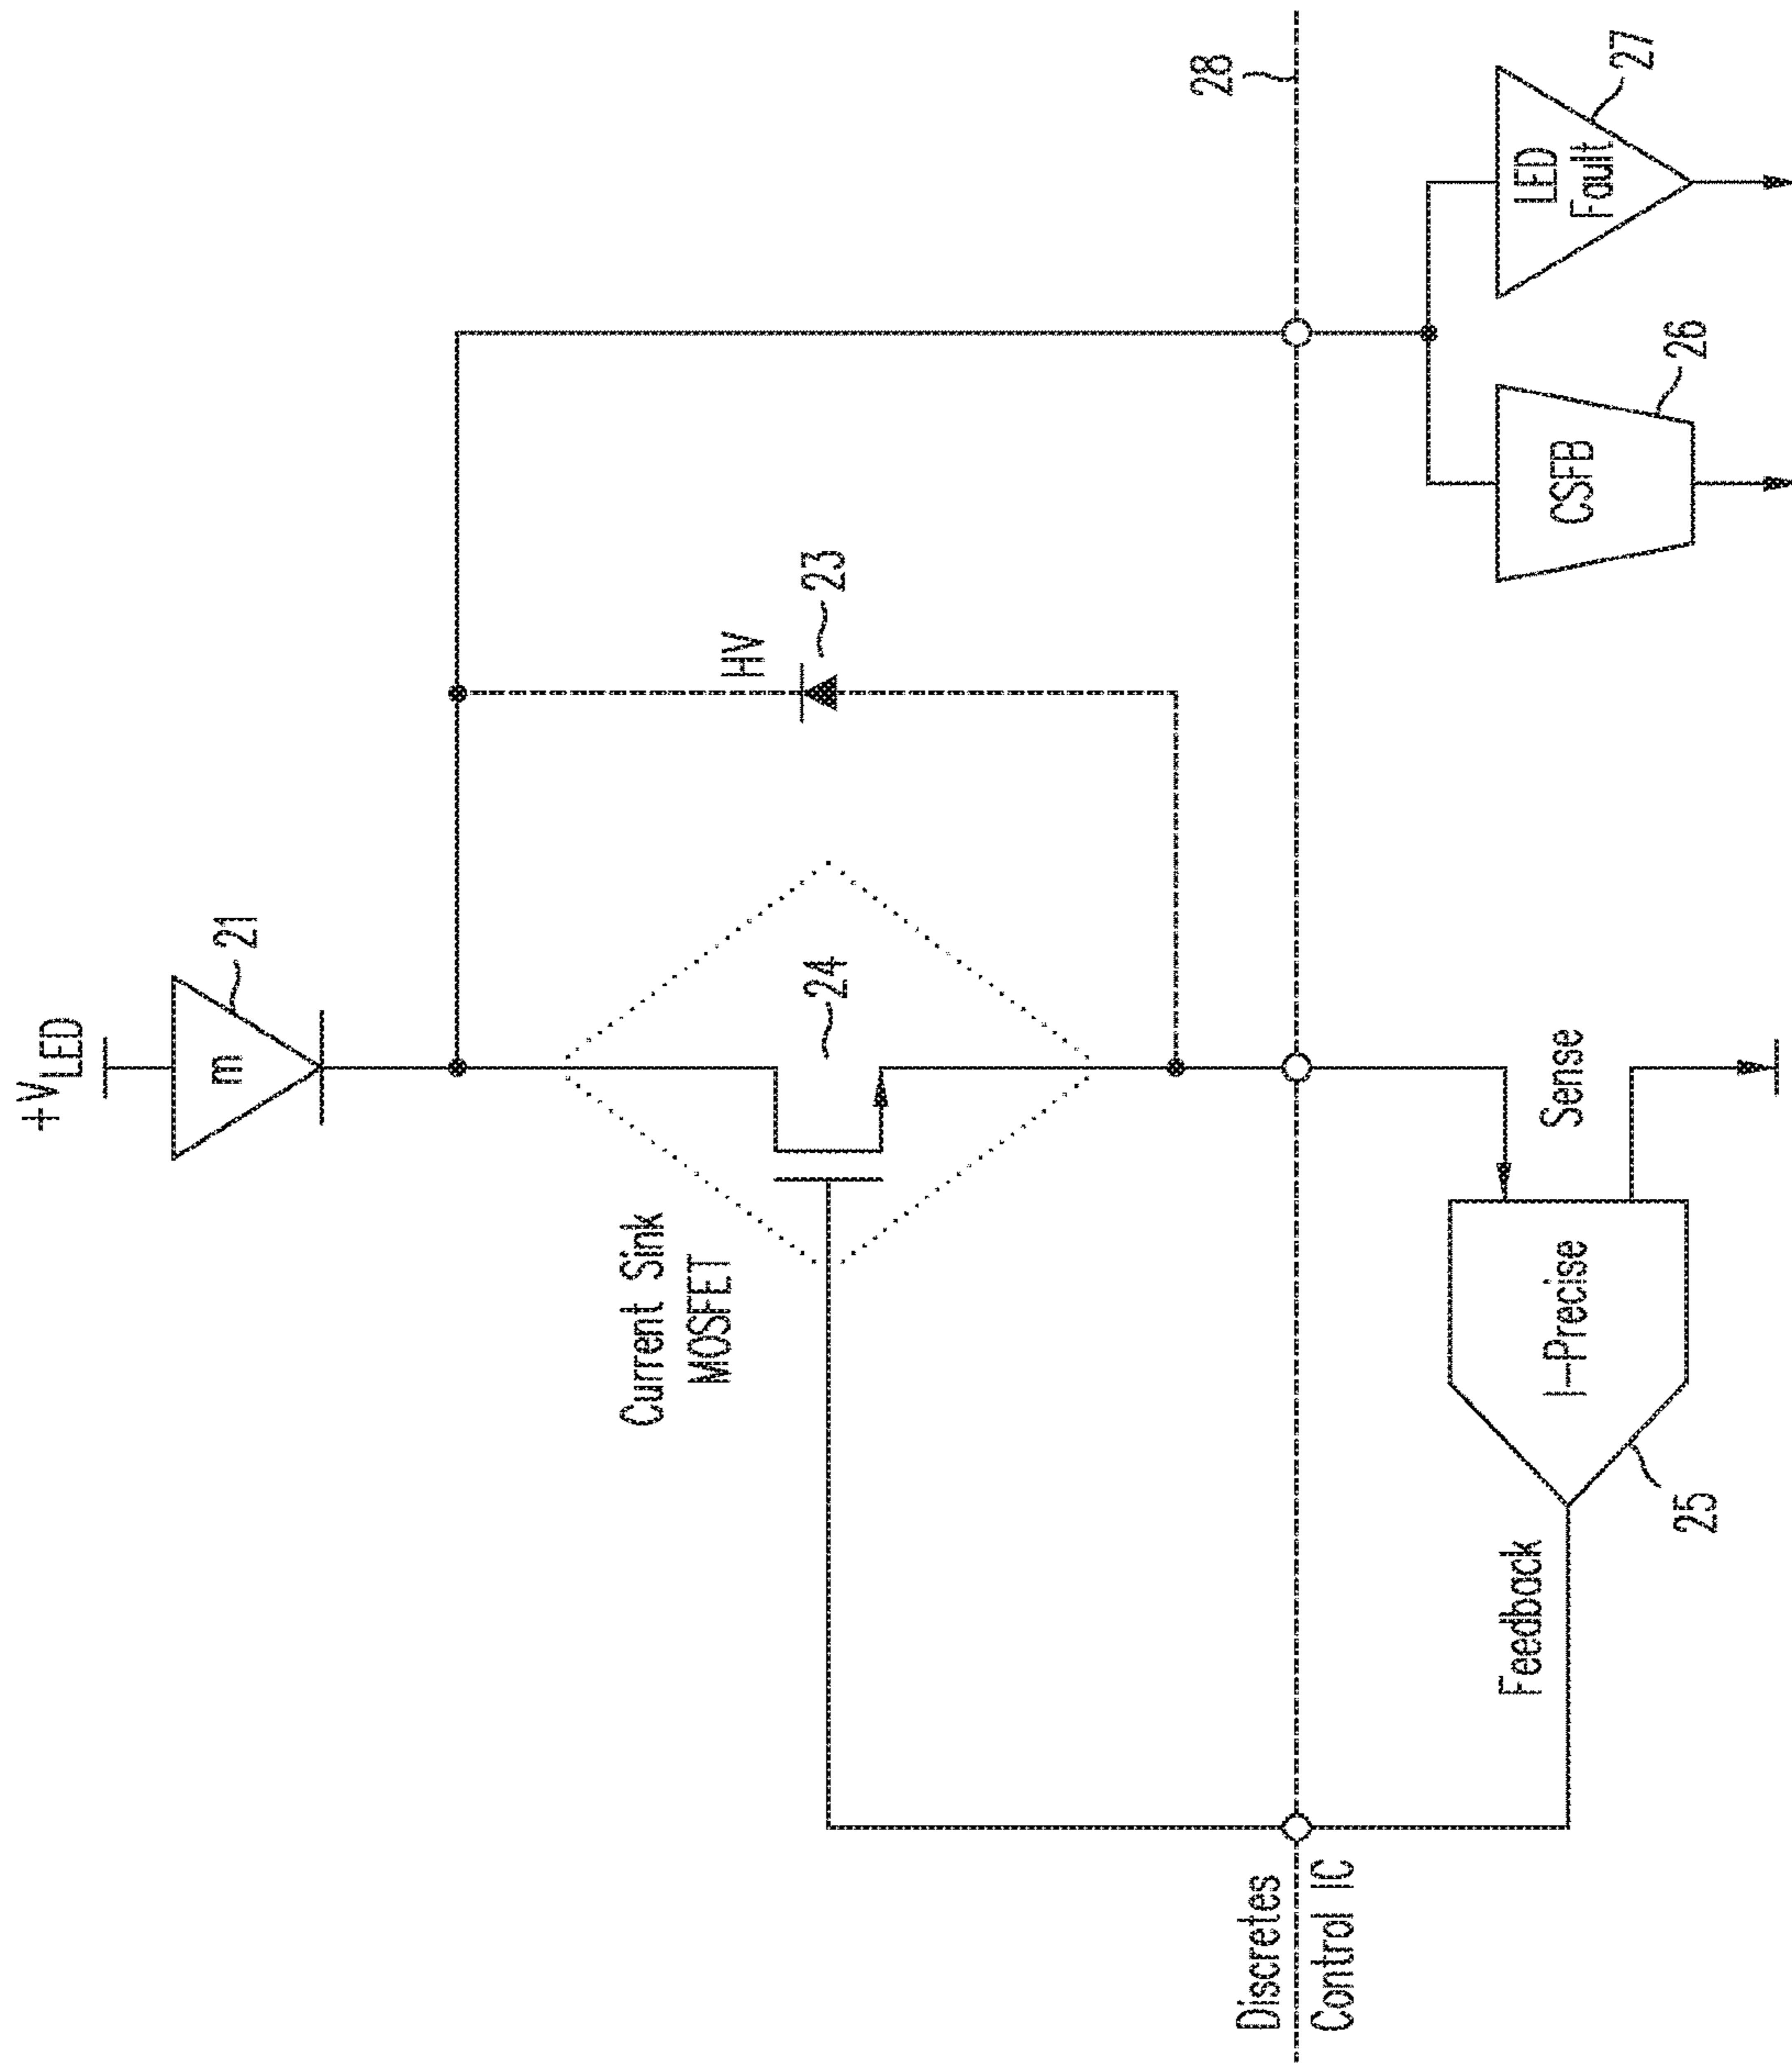 +VLED
m
21
Current Sink
MOSFET
24
HV
23
28
Discretes
Control IC
Feedback
I-Precise
25
Sense
CSFB
26
LED
Fault
27